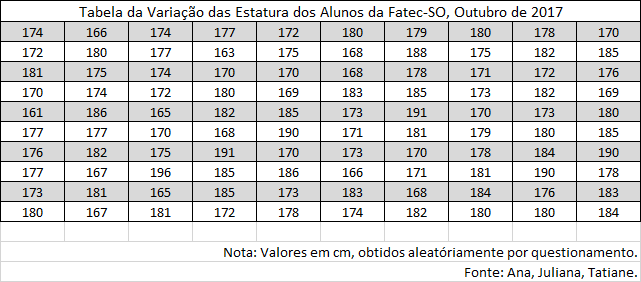 Tabela da Variação das Estatura dos Alunos da Fatec-SO, Outubro de 2017
174 166 174 177 172 180 179 180 178 170
172 180 177 163 175 168 188 175 182 185
181 175 174 170 170 168 178 171 172 176
170 174 172 180 169 183 185 173 182 169
161 186 165 182 185 173 191 170 173 180
177 177 170 168 190 171 181 179 180 185
176 182 175 191 170 173 170 178 184 190
177 167 196 185 186 166 171 181 190 178
173 181 165 185 173 183 168 184 176 183
180 167 181 172 178 174 182 180 180 184
Nota: Valores em cm, obtidos aleatóriamente por questionamento.
Fonte: Ana, Juliana, Tatiane.